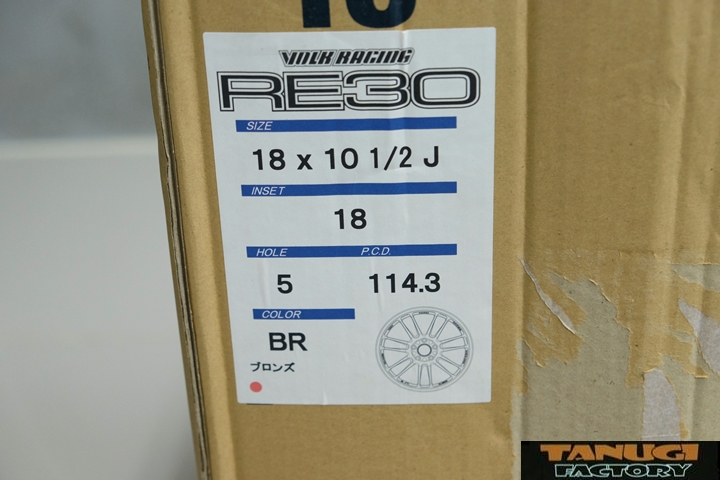 VOLK RACING
RE30
SIZE
18 x 10 1/2 J
INSET
18
HOLE P.C.D.
5 114.3
COLOR
BR
ブロンズ
TANUGI
FACTORY